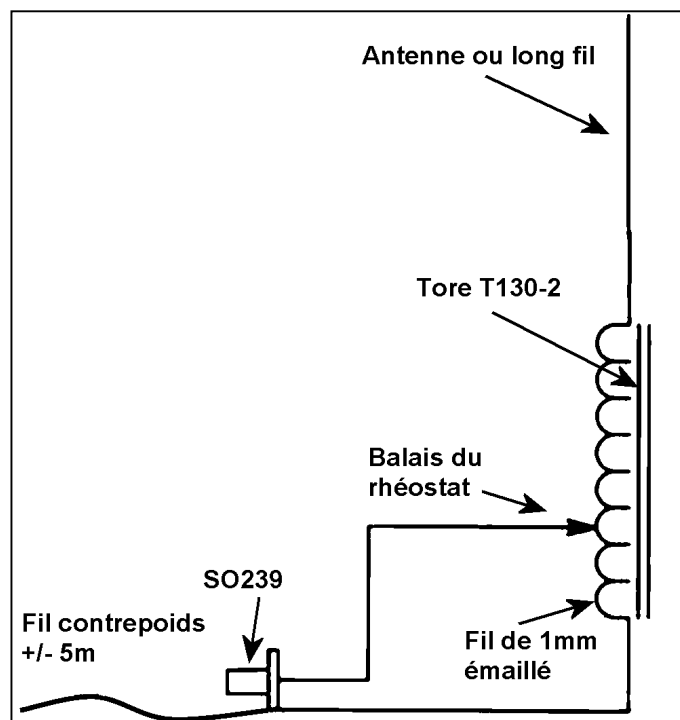 Antenne ou long fil
Tore T130-2
Balais du
rhéostat
SO239
Fil contrepoids
+/- 5m
Fil de 1mm
émaillé